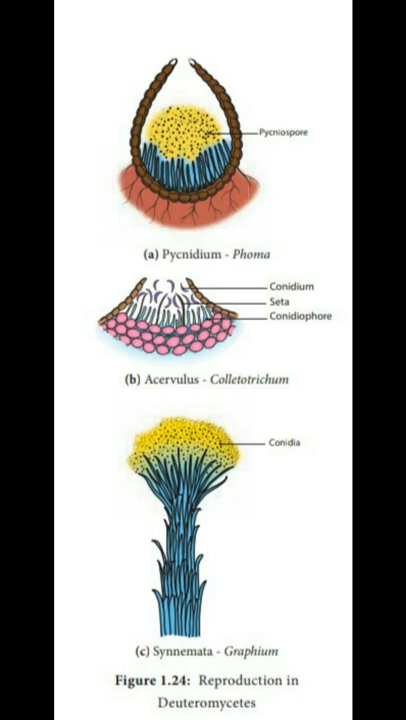 Pycniospore
(a) Pycnidium - Phoma
Conidium
Seta
Conidiophore
(b) Acervulus - Colletotrichum
Conidia
(c) Synnemata - Graphium
Figure 1.24: Reproduction in
Deuteromycetes